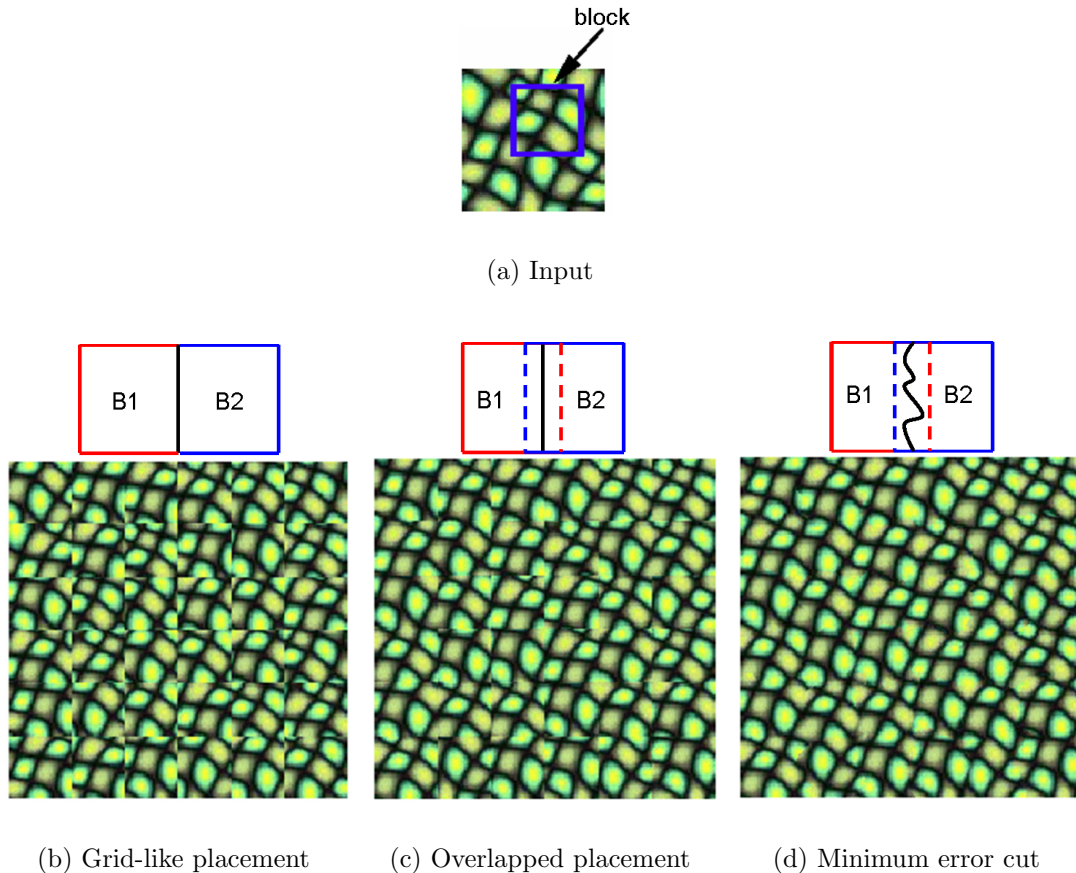 block
(a) Input
B1 B2
B1 B2
B1 B2
(b) Grid-like placement
(c) Overlapped placement
(d) Minimum error cut